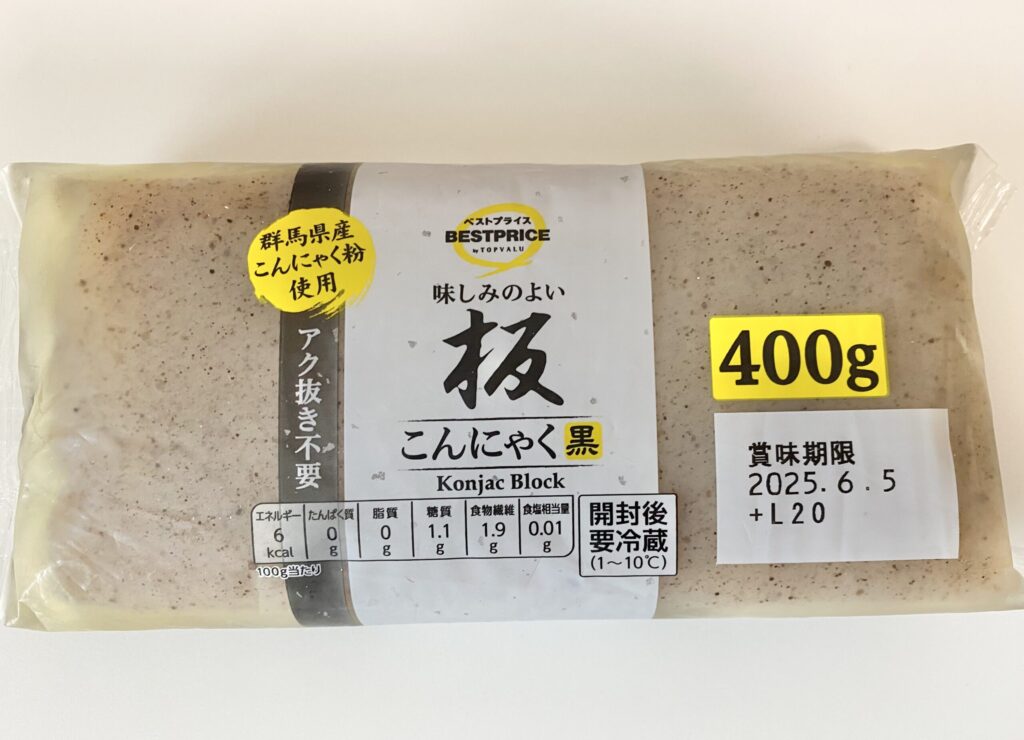 群馬県産
こんにゃく粉
使用
アク抜き不要
ベストプライス
BESTPRICE
by TOPVALU
味しみのよい
板
こんにゃく 黒
Konjac Block
エネルギー たんぱく質 脂質 糖質 食物繊維 食塩相当量
6 0 0 1.1 1.9 0.01
kcal g g g g g
100g当たり
開封後
要冷蔵
(1～10℃)
400g
賞味期限
2025.6.5
+L20